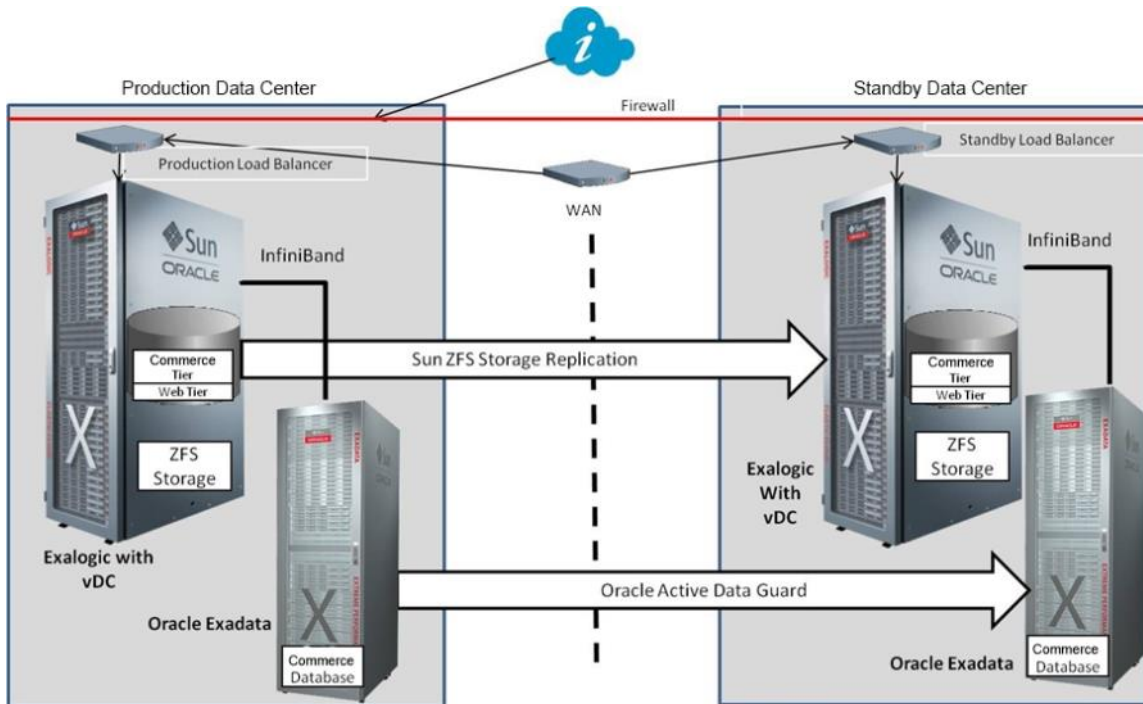 i
Production Data Center
Standby Data Center
Firewall
Production Load Balancer
Standby Load Balancer
WAN
Sun
ORACLE
InfiniBand
Sun
ORACLE
InfiniBand
Commerce
Tier
Web Tier
Sun ZFS Storage Replication
Commerce
Tier
Web Tier
ZFS
Storage
ZFS
Storage
X
X
Exalogic
With
vDC
Exalogic with
vDC
Oracle Active Data Guard
Oracle Exadata
X
Commerce
Database
Oracle Exadata
X
Commerce
Database